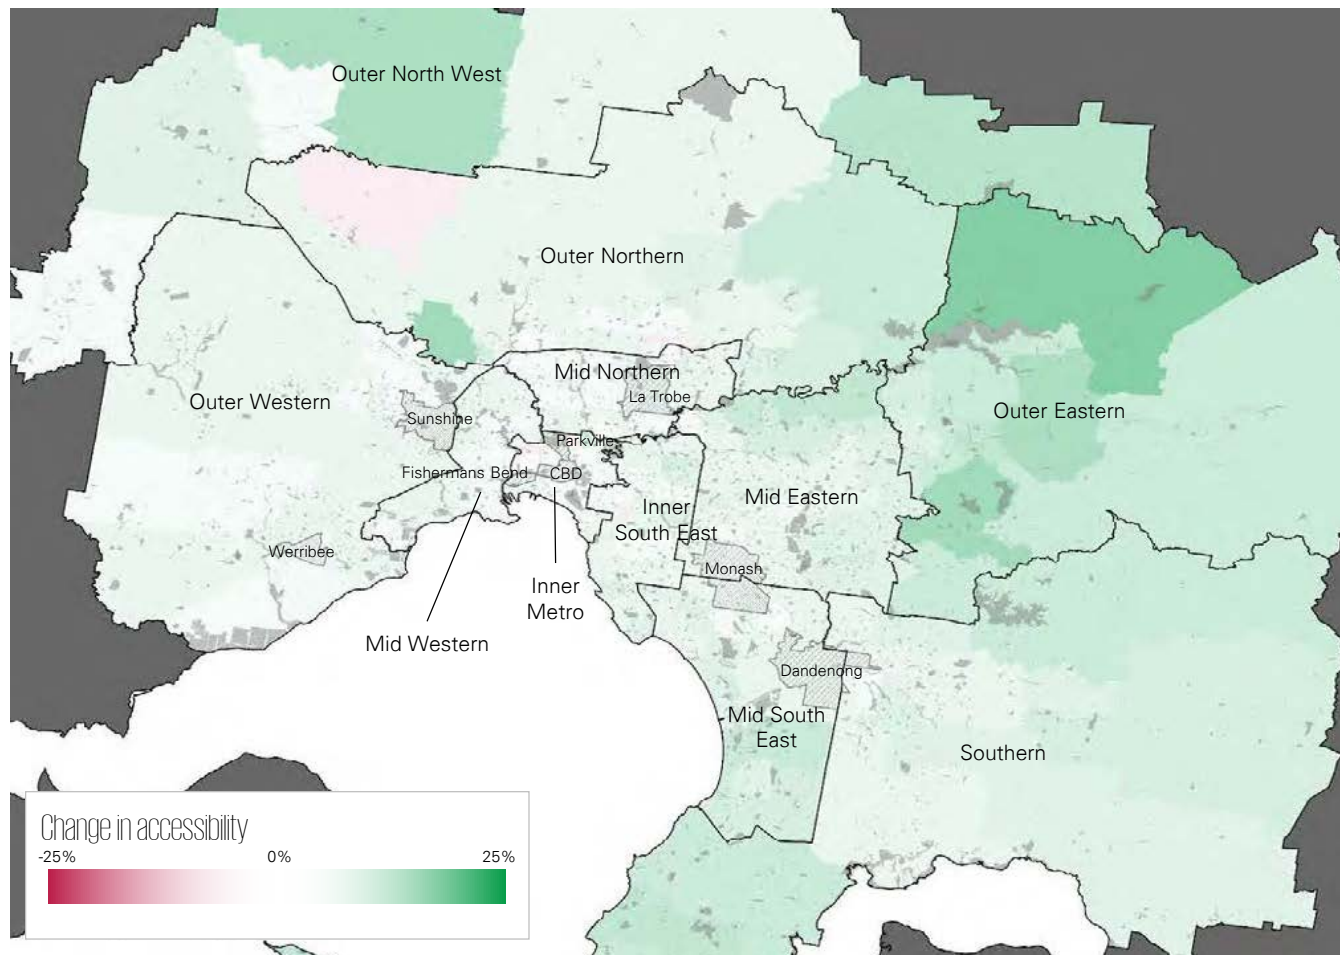 Outer North West
Outer Northern
Mid Northern
La Trobe
Outer Western
Sunshine
Outer Eastern
Parkville
Fishermans Bend
CBD
Mid Eastern
Inner
South East
Werribee
Monash
Inner
Metro
Mid Western
Dandenong
Mid South
East
Southern
Change in accessibility
-25%
0%
25%